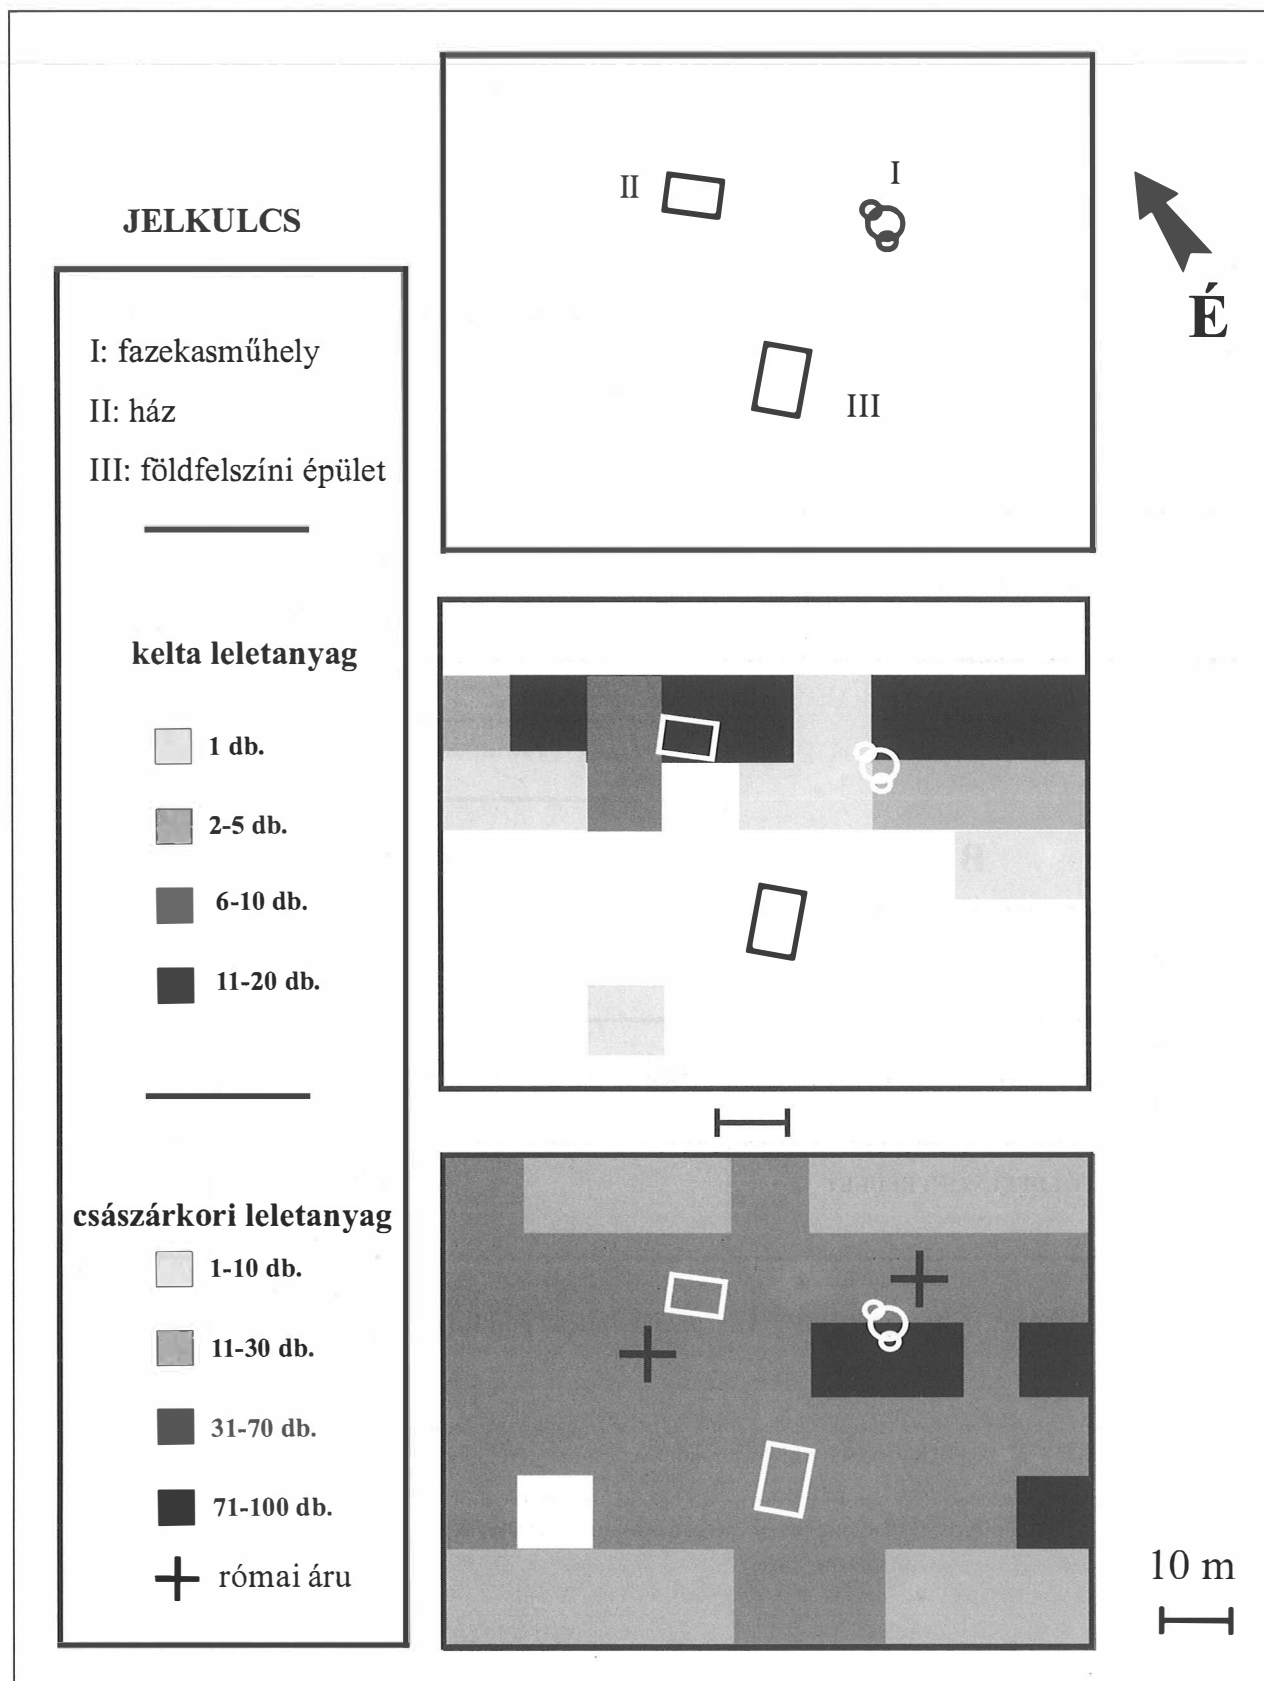 JELKULCS
I: fazekasműhely
II: ház
III: földfelszíni épület
kelta leletanyag
1 db.
2-5 db.
6-10 db.
11-20 db.
császárkori leletanyag
1-10 db.
11-30 db.
31-70 db.
71-100 db.
római áru
II
I
III
É
10 m